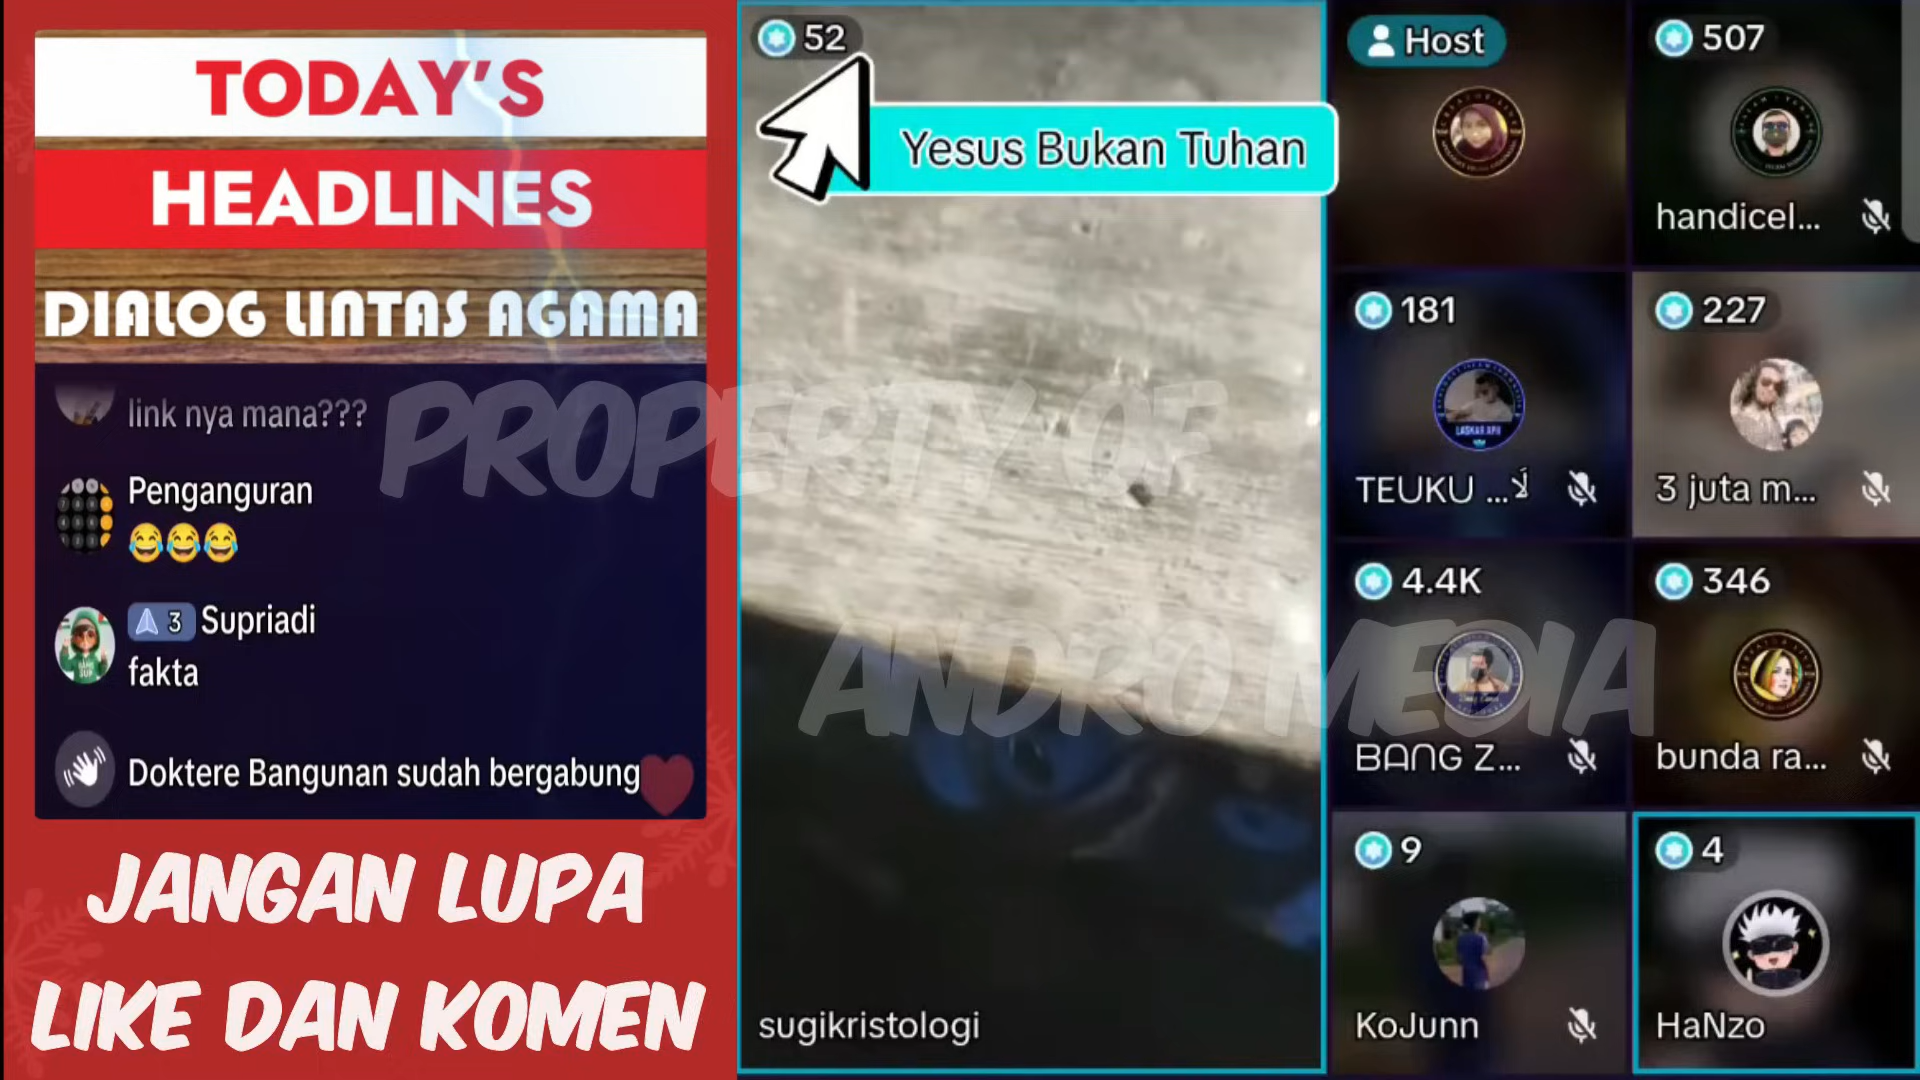 TODAY'S
HEADLINES
DIALOG LINTAS AGAMA
link nya mana???
Penganguran
😂😂😂
3 Supriadi
fakta
Doktere Bangunan sudah bergabung
JANGAN LUPA
LIKE DAN KOMEN
52
Yesus Bukan Tuhan
sugikristologi
Host
507
handicel...
181
TEUKU ...
227
3 juta m...
4.4K
BANG Z...
346
bunda ra...
9
KoJunn
4
HaNzo
LASKAR APH
PROPERTY OF
ANDRO MEDIA